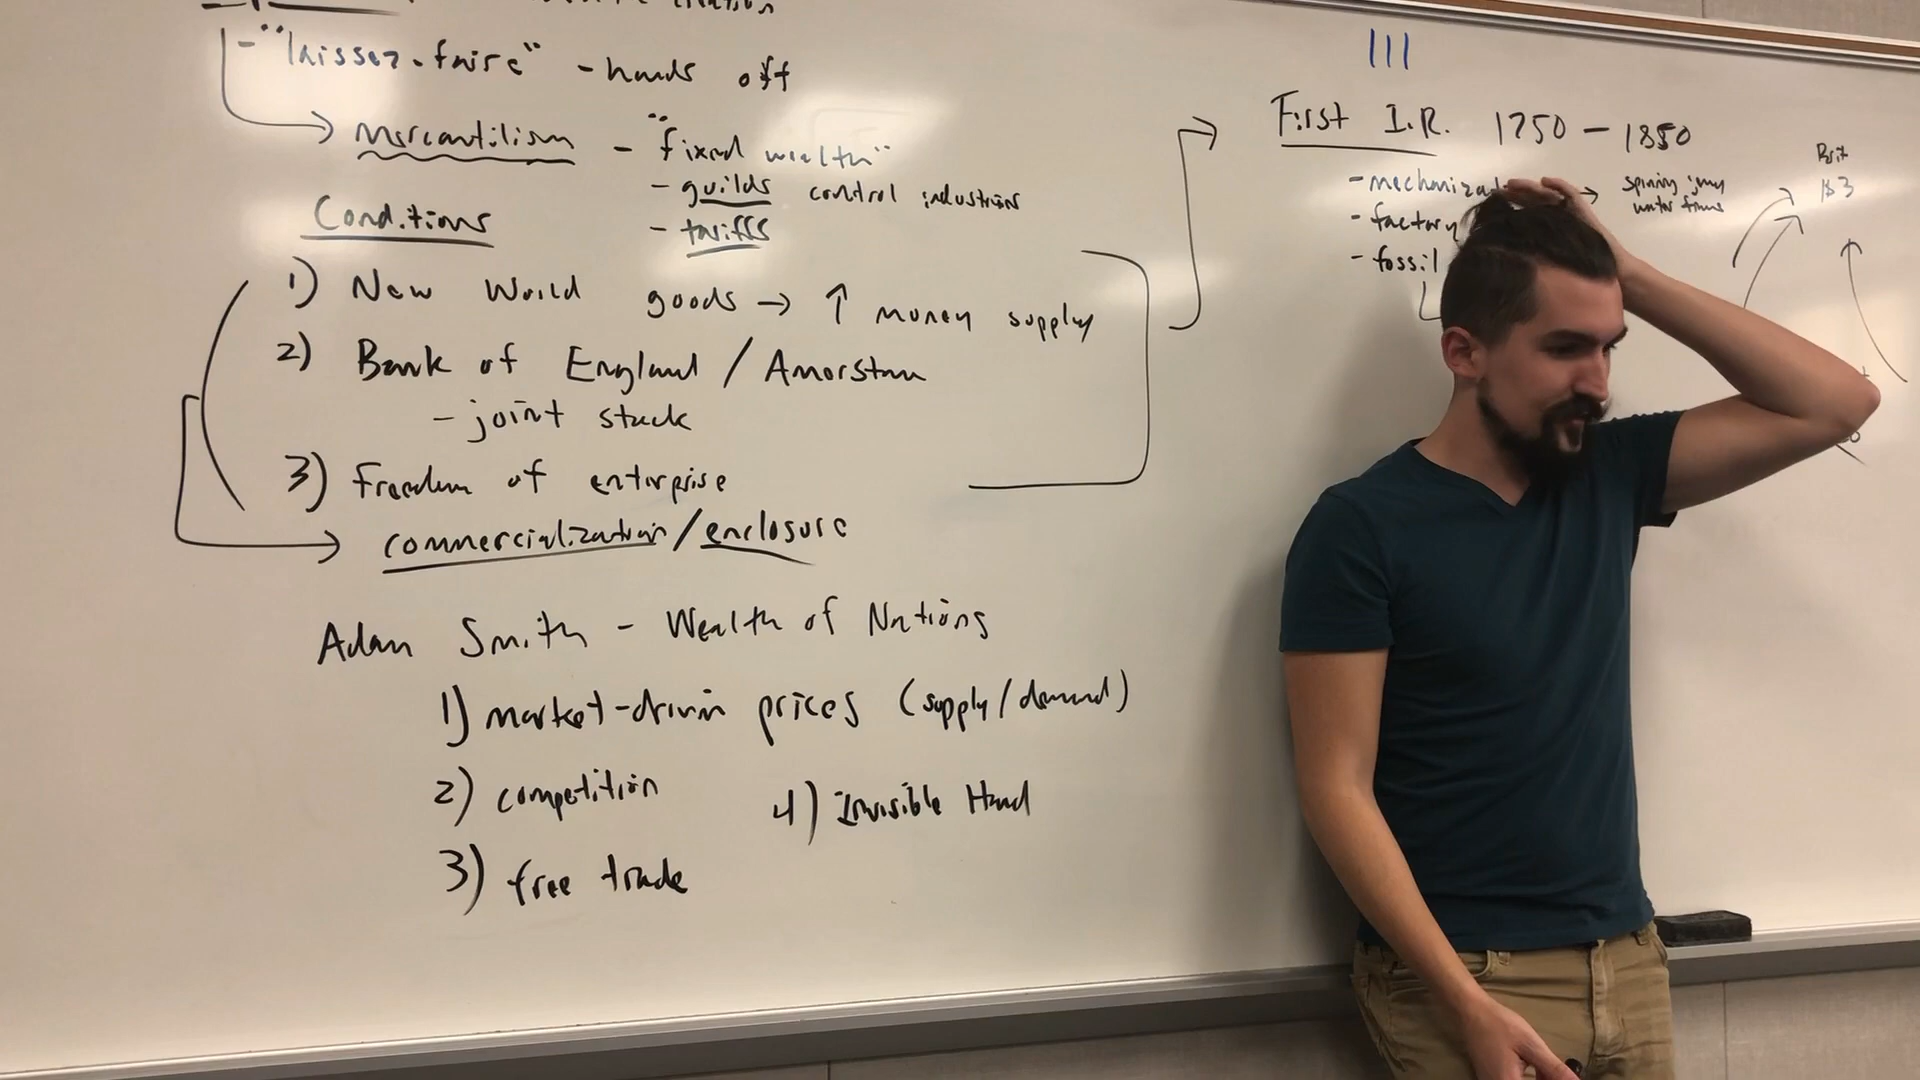 - "laissez-faire" - hands off
Mercantilism - "fixed wealth"
- guilds control industries
- tariffs
Conditions
1) New World goods → ↑ money supply
2) Bank of England / Amerstam
- joint stock
3) Freedom of enterprise
commercialization / enclosure
Adam Smith - Wealth of Nations
1) market-driven prices (supply/demand)
2) competition
3) free trade
4) Invisible Hand
III
First I.R. 1750 - 1850
- mechanizat → spinning jenny
water frame
- factory
- fossil
Brit